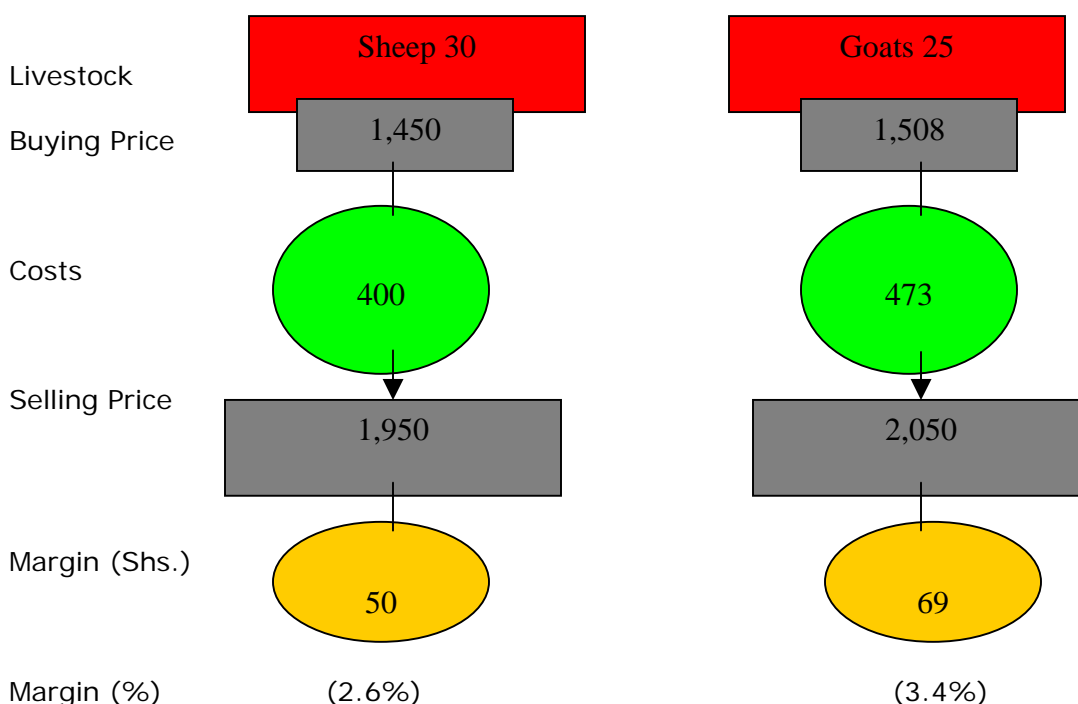 Sheep 30 Goats 25
Livestock
Buying Price 1,450 1,508
Costs
400 473
Selling Price
1,950 2,050
Margin (Shs.)
50 69
Margin (%) (2.6%) (3.4%)